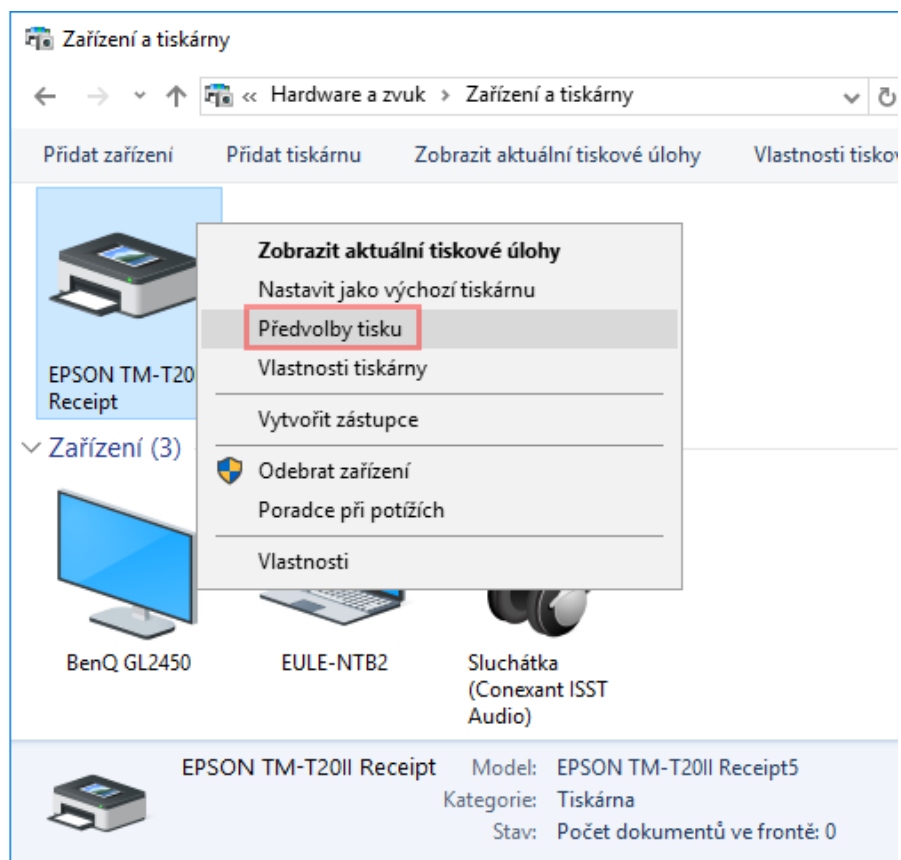 Zařízení a tiskárny
« Hardware a zvuk › Zařízení a tiskárny
Přidat zařízení Přidat tiskárnu Zobrazit aktuální tiskové úlohy Vlastnosti tiskov
Zobrazit aktuální tiskové úlohy
Nastavit jako výchozí tiskárnu
Předvolby tisku
Vlastnosti tiskárny
Vytvořit zástupce
Odebrat zařízení
Poradce při potížích
Vlastnosti
EPSON TM-T20
Receipt
Zařízení (3)
BenQ GL2450
EULE-NTB2
Sluchátka
(Conexant ISST
Audio)
EPSON TM-T20II Receipt Model: EPSON TM-T20II Receipt5
Kategorie: Tiskárna
Stav: Počet dokumentů ve frontě: 0